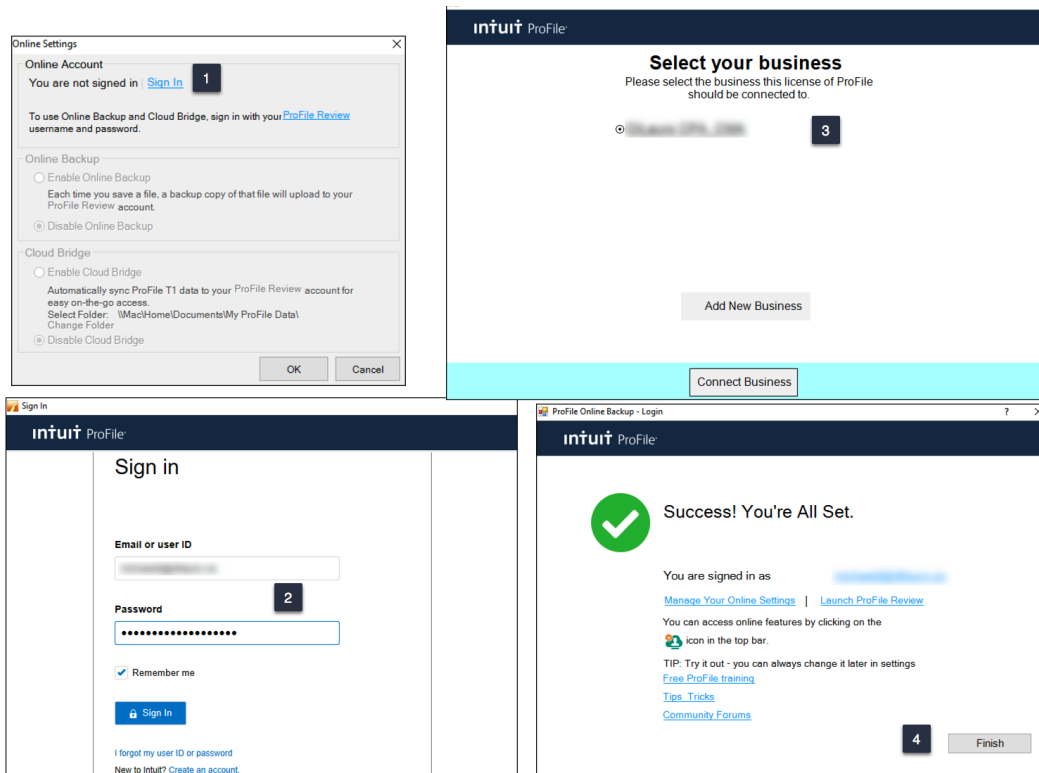 Online Settings
Online Account
You are not signed in | Sign In
1
To use Online Backup and Cloud Bridge, sign in with your ProFile Review
username and password.
Online Backup
Enable Online Backup
Each time you save a file, a backup copy of that file will upload to your
ProFile Review account.
Disable Online Backup
Cloud Bridge
Enable Cloud Bridge
Automatically sync ProFile T1 data to your ProFile Review account for
easy on-the-go access.
Select Folder: \\Mac\Home\Documents\My ProFile Data\
Change Folder
Disable Cloud Bridge
OK Cancel
intuit ProFile
Select your business
Please select the business this license of ProFile
should be connected to.
3
Add New Business
Connect Business
Sign In
intuit ProFile
Sign in
Email or user ID
2
Password
Remember me
Sign In
I forgot my user ID or password
New to Intuit? Create an account.
ProFile Online Backup - Login
intuit ProFile
Success! You're All Set.
You are signed in as
Manage Your Online Settings | Launch ProFile Review
You can access online features by clicking on the
icon in the top bar.
TIP: Try it out - you can always change it later in settings
Free ProFile training
Tips Tricks
Community Forums
4
Finish